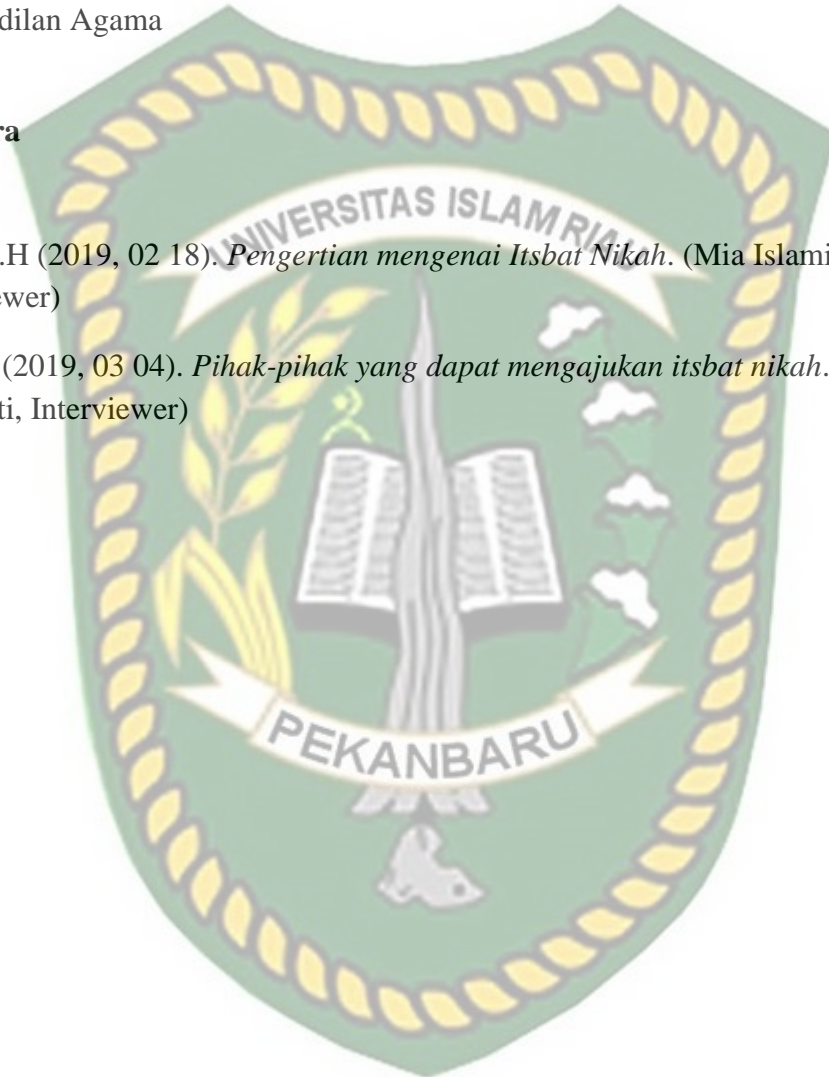 dilan Agama
ra
UNIVERSITAS ISLAM RIAU
.H (2019, 02 18). Pengertian mengenai Itsbat Nikah. (Mia Islami
ewer)
(2019, 03 04). Pihak-pihak yang dapat mengajukan itsbat nikah.
ti, Interviewer)
PEKANBARU